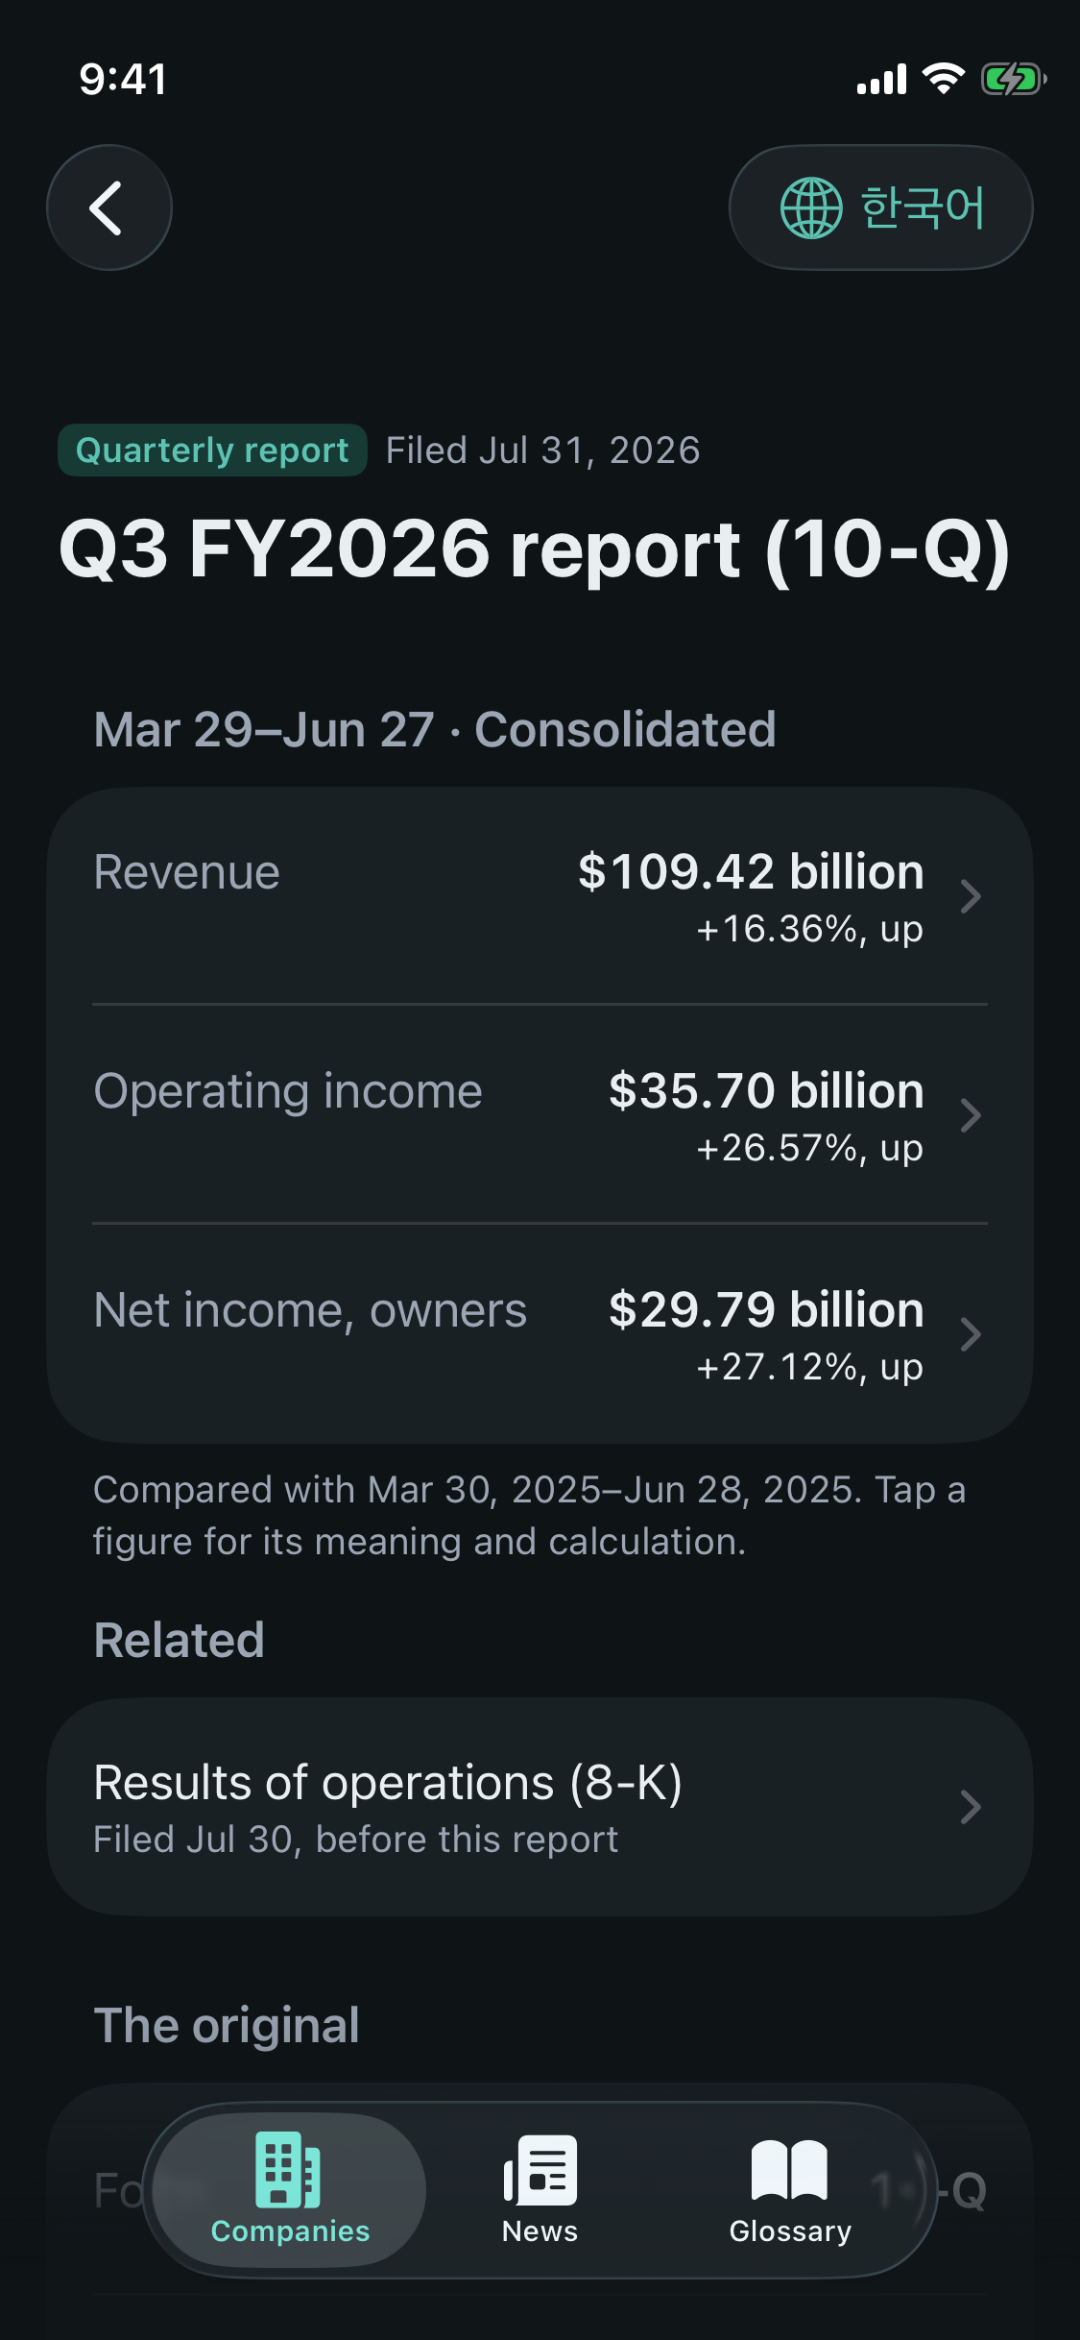 9:41
한국어
Quarterly report Filed Jul 31, 2026
Q3 FY2026 report (10-Q)
Mar 29–Jun 27 · Consolidated
Revenue $109.42 billion
+16.36%, up
Operating income $35.70 billion
+26.57%, up
Net income, owners $29.79 billion
+27.12%, up
Compared with Mar 30, 2025–Jun 28, 2025. Tap a
figure for its meaning and calculation.
Related
Results of operations (8-K)
Filed Jul 30, before this report
The original
Companies News Glossary